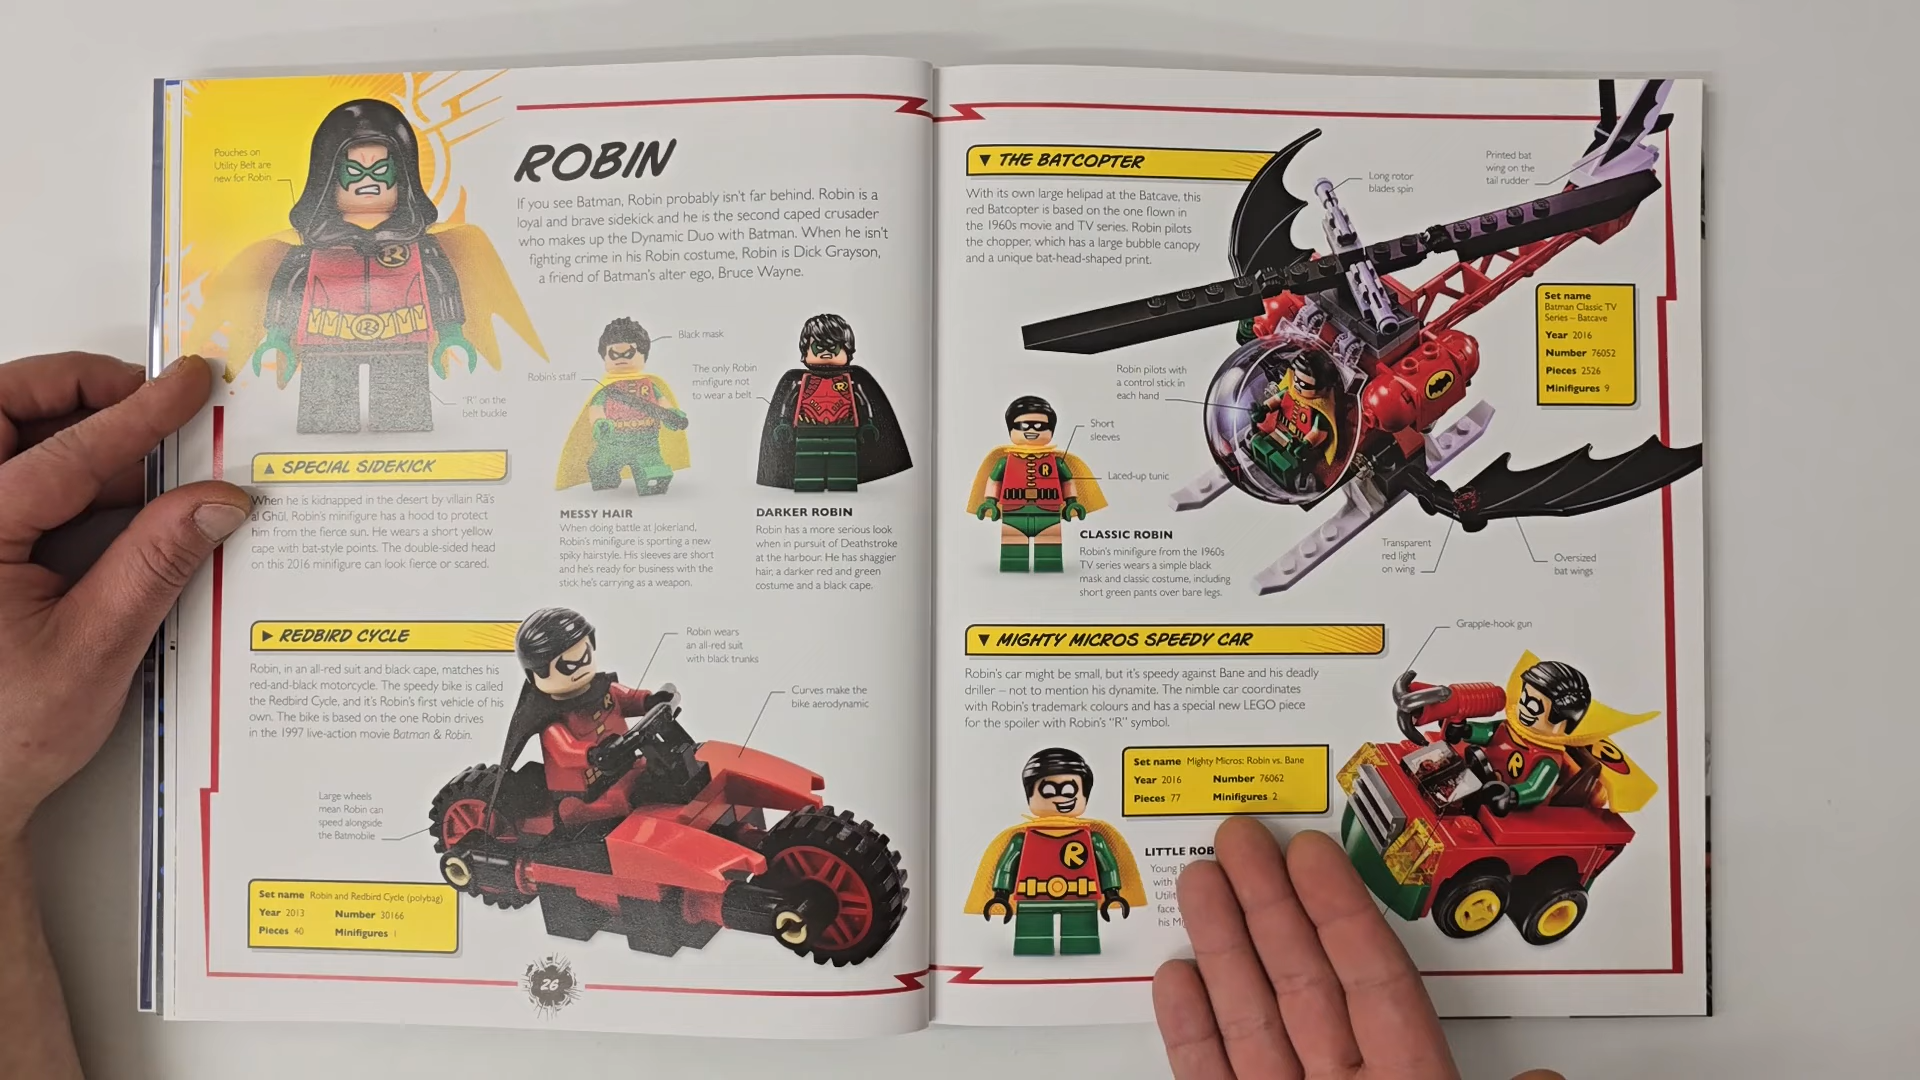 Pouches on
Utility Belt are
new for Robin
ROBIN
If you see Batman, Robin probably isn't far behind. Robin is a
loyal and brave sidekick and he is the second caped crusader
who makes up the Dynamic Duo with Batman. When he isn't
fighting crime in his Robin costume, Robin is Dick Grayson,
a friend of Batman's alter ego, Bruce Wayne.
"R" on the
belt buckle
Robin's staff
Black mask
The only Robin
minifigure not
to wear a belt
▲ SPECIAL SIDEKICK
When he is kidnapped in the desert by villain Rā's
al Ghūl, Robin's minifigure has a hood to protect
him from the fierce sun. He wears a short yellow
cape with bat-style points. The double-sided head
on this 2016 minifigure can look fierce or scared.
MESSY HAIR
When doing battle at Jokerland,
Robin's minifigure is sporting a new
spiky hairstyle. His sleeves are short
and he's ready for business with the
stick he's carrying as a weapon.
DARKER ROBIN
Robin has a more serious look
when in pursuit of Deathstroke
at the harbour. He has shaggier
hair, a darker red and green
costume and a black cape.
▶ REDBIRD CYCLE
Robin, in an all-red suit and black cape, matches his
red-and-black motorcycle. The speedy bike is called
the Redbird Cycle, and it's Robin's first vehicle of his
own. The bike is based on the one Robin drives
in the 1997 live-action movie Batman & Robin.
Robin wears
an all-red suit
with black trunks
Curves make the
bike aerodynamic
Large wheels
mean Robin can
speed alongside
the Batmobile
Set name Robin and Redbird Cycle (polybag)
Year 2013 Number 30166
Pieces 40 Minifigures 1
26
▼ THE BATCOPTER
With its own large helipad at the Batcave, this
red Batcopter is based on the one flown in
the 1960s movie and TV series. Robin pilots
the chopper, which has a large bubble canopy
and a unique bat-head-shaped print.
Long rotor
blades spin
Printed bat
wing on the
tail rudder
Set name
Batman Classic TV
Series – Batcave
Year 2016
Number 76052
Pieces 2526
Minifigures 9
Robin pilots with
a control stick in
each hand
Short
sleeves
Laced-up tunic
CLASSIC ROBIN
Robin's minifigure from the 1960s
TV series wears a simple black
mask and classic costume, including
short green pants over bare legs.
Transparent
red light
on wing
Oversized
bat wings
▼ MIGHTY MICROS SPEEDY CAR
Robin's car might be small, but it's speedy against Bane and his deadly
driller – not to mention his dynamite. The nimble car coordinates
with Robin's trademark colours and has a special new LEGO piece
for the spoiler with Robin's "R" symbol.
Grapple-hook gun
Set name Mighty Micros: Robin vs. Bane
Year 2016 Number 76062
Pieces 77 Minifigures 2
LITTLE ROB
Young
with
Utili
face
his M
R
R
R
R
R
R
R
R